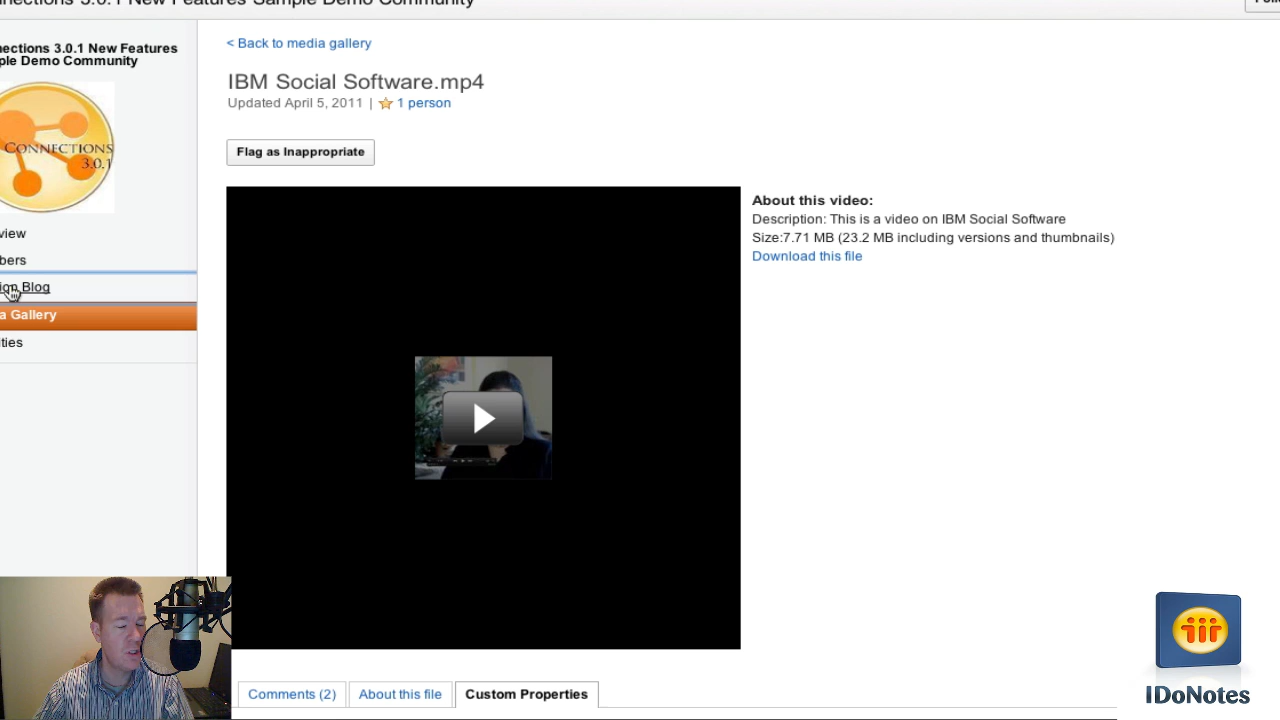 nnections 3.0.1 New Features Sample Demo Community
nections 3.0.1 New Features
ple Demo Community
CONNECTIONS
3.0.1
view
bers
ion Blog
a Gallery
ties
< Back to media gallery
IBM Social Software.mp4
Updated April 5, 2011 | 1 person
Flag as Inappropriate
About this video:
Description: This is a video on IBM Social Software
Size:7.71 MB (23.2 MB including versions and thumbnails)
Download this file
Comments (2)
About this file
Custom Properties
IDoNotes